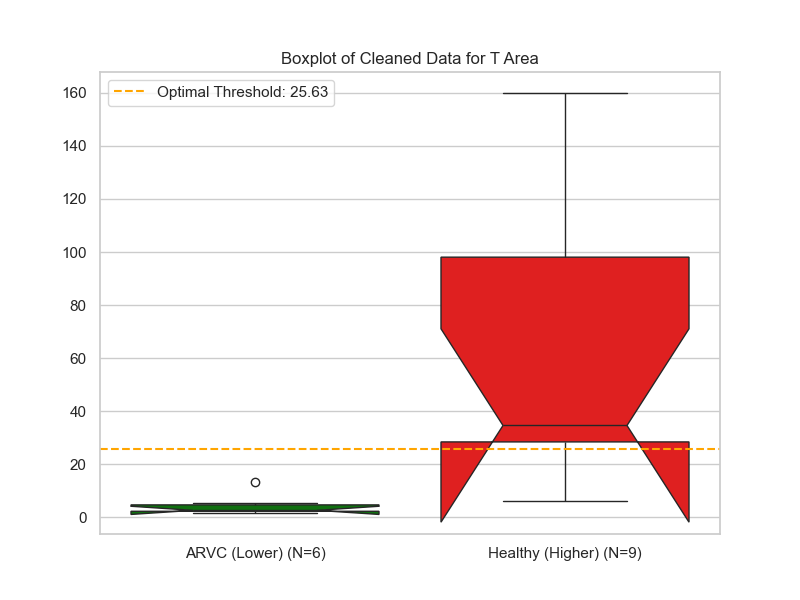 Boxplot of Cleaned Data for T Area
Optimal Threshold: 25.63
160
140
120
100
80
60
40
20
0
ARVC (Lower) (N=6)
Healthy (Higher) (N=9)